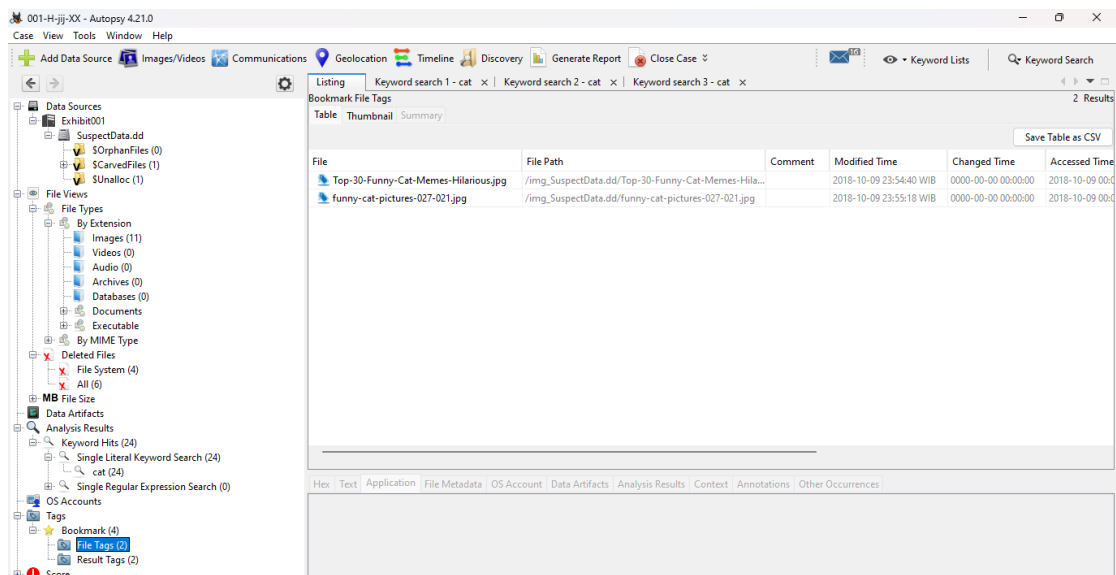 001-H-jij-XX - Autopsy 4.21.0
Case View Tools Window Help
Add Data Source Images/Videos Communications Geolocation Timeline Discovery Generate Report Close Case 16 Keyword Lists Keyword Search
Listing Keyword search 1 - cat x Keyword search 2 - cat x Keyword search 3 - cat x
Bookmark File Tags 2 Results
Table Thumbnail Summary
Save Table as CSV
File File Path Comment Modified Time Changed Time Accessed Time
Top-30-Funny-Cat-Memes-Hilarious.jpg /img_SuspectData.dd/Top-30-Funny-Cat-Memes-Hila... 2018-10-09 23:54:40 WIB 0000-00-00 00:00:00 2018-10-09 00:0
funny-cat-pictures-027-021.jpg /img_SuspectData.dd/funny-cat-pictures-027-021.jpg 2018-10-09 23:55:18 WIB 0000-00-00 00:00:00 2018-10-09 00:0
Data Sources
Exhibit001
SuspectData.dd
$OrphanFiles (0)
$CarvedFiles (1)
$Unalloc (1)
File Views
File Types
By Extension
Images (11)
Videos (0)
Audio (0)
Archives (0)
Databases (0)
Documents
Executable
By MIME Type
Deleted Files
File System (4)
All (6)
MB File Size
Data Artifacts
Analysis Results
Keyword Hits (24)
Single Literal Keyword Search (24)
cat (24)
Single Regular Expression Search (0)
OS Accounts
Tags
Bookmark (4)
File Tags (2)
Result Tags (2)
Score
Hex Text Application File Metadata OS Account Data Artifacts Analysis Results Context Annotations Other Occurrences